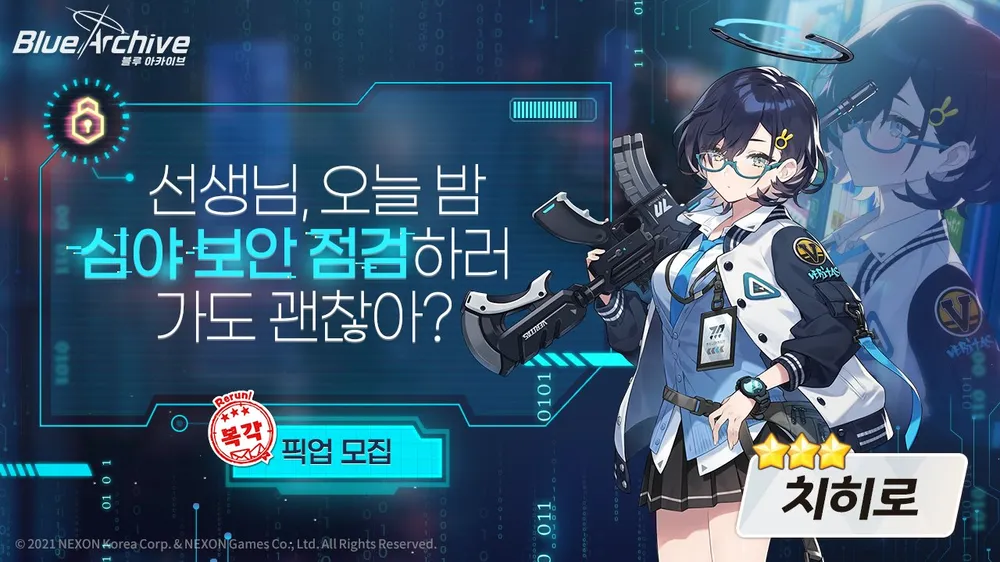 Blue Archive
블루 아카이브
선생님, 오늘 밤
심야 보안 점검하러
가도 괜찮아?
Rerun!
복각
픽업 모집
VERITAS
VERITAS
치히로
© 2021 NEXON Korea Corp. & NEXON Games Co., Ltd. All Rights Reserved.